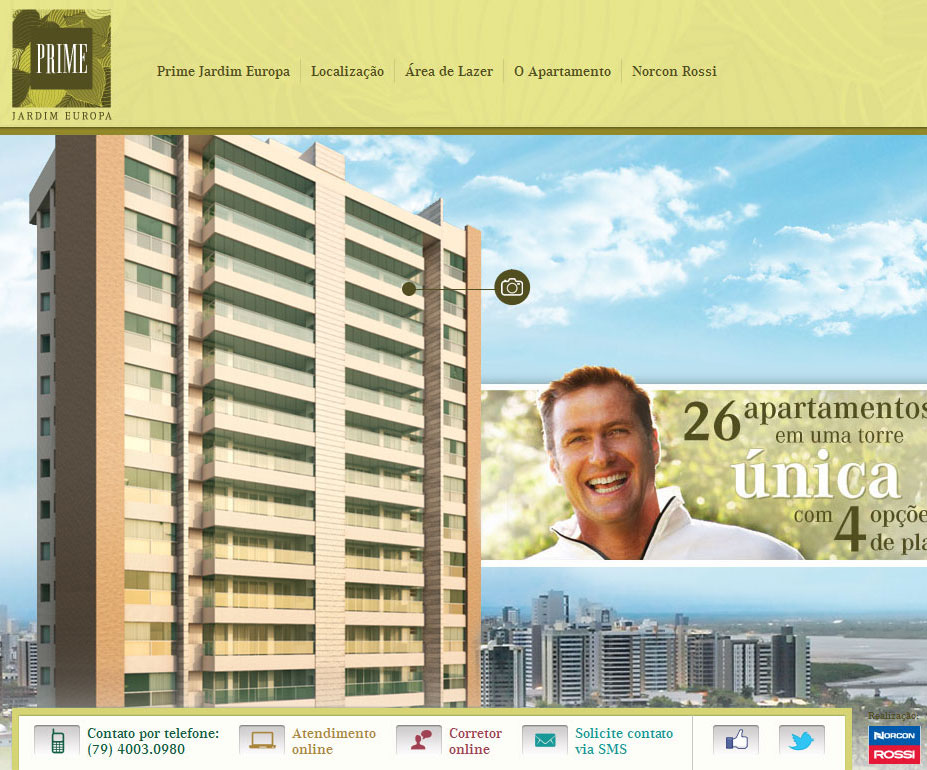 PRIME
JARDIM EUROPA
Prime Jardim Europa
Localização
Área de Lazer
O Apartamento
Norcon Rossi
26 apartamentos
em uma torre
única
com 4 opçõe
de pla
Contato por telefone:
(79) 4003.0980
Atendimento
online
Corretor
online
Solicite contato
via SMS
Realização:
NORCON
ROSSI